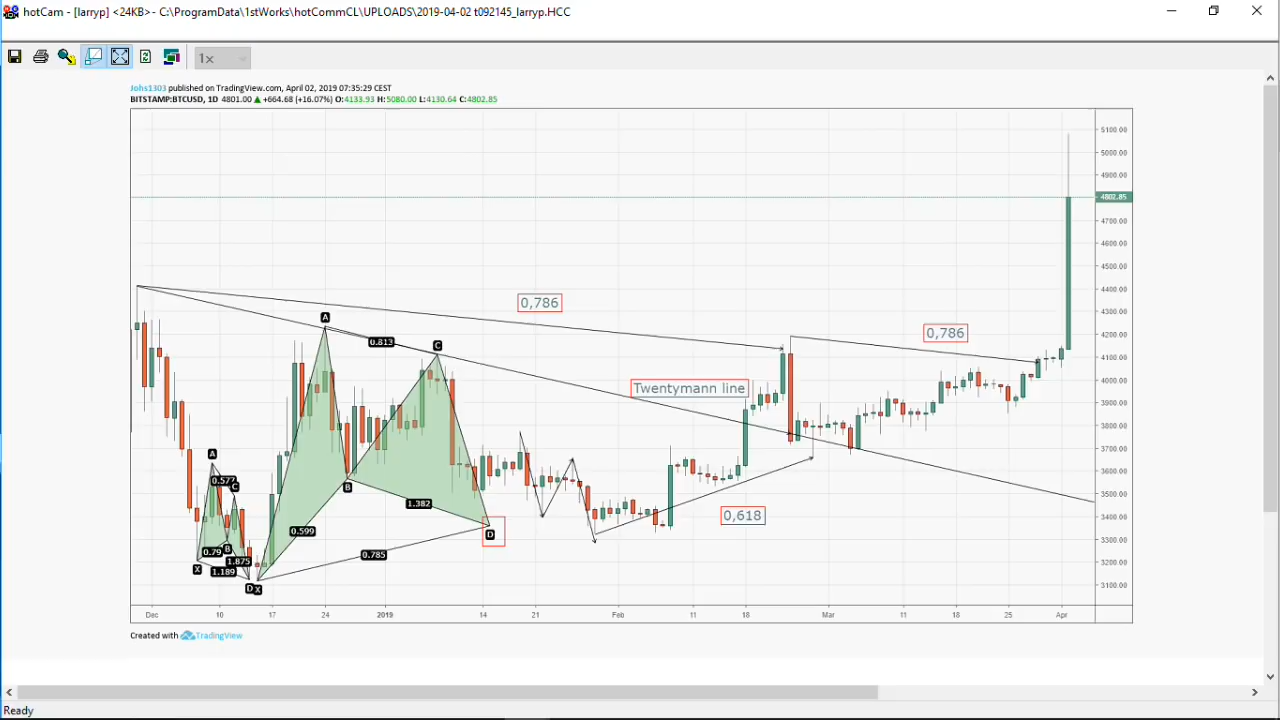 hotCam - [larryp] <24KB>- C:\ProgramData\1stWorks\hotCommCL\UPLOADS\2019-04-02 t092145_larryp.HCC
1x
Johs1303 published on TradingView.com, April 02, 2019 07:35:29 CEST
BITSTAMP:BTCUSD, 1D 4801.00 ▲ +664.68 (+16.07%) O:4133.93 H:5080.00 L:4130.64 C:4802.85
5100.00
5000.00
4900.00
4802.85
4700.00
4600.00
4500.00
4400.00
4300.00
4200.00
4100.00
4000.00
3900.00
3800.00
3700.00
3600.00
3500.00
3400.00
3300.00
3200.00
3100.00
0,786
A
0.813
C
0,786
Twentymann line
A
0.577
C
B
1.382
0,618
0.599
D
0.79
B
0.785
1.875
X
1.189
D
X
Dec
10
17
24
2019
14
21
Feb
11
18
Mar
11
18
25
Apr
Created with TradingView
Ready